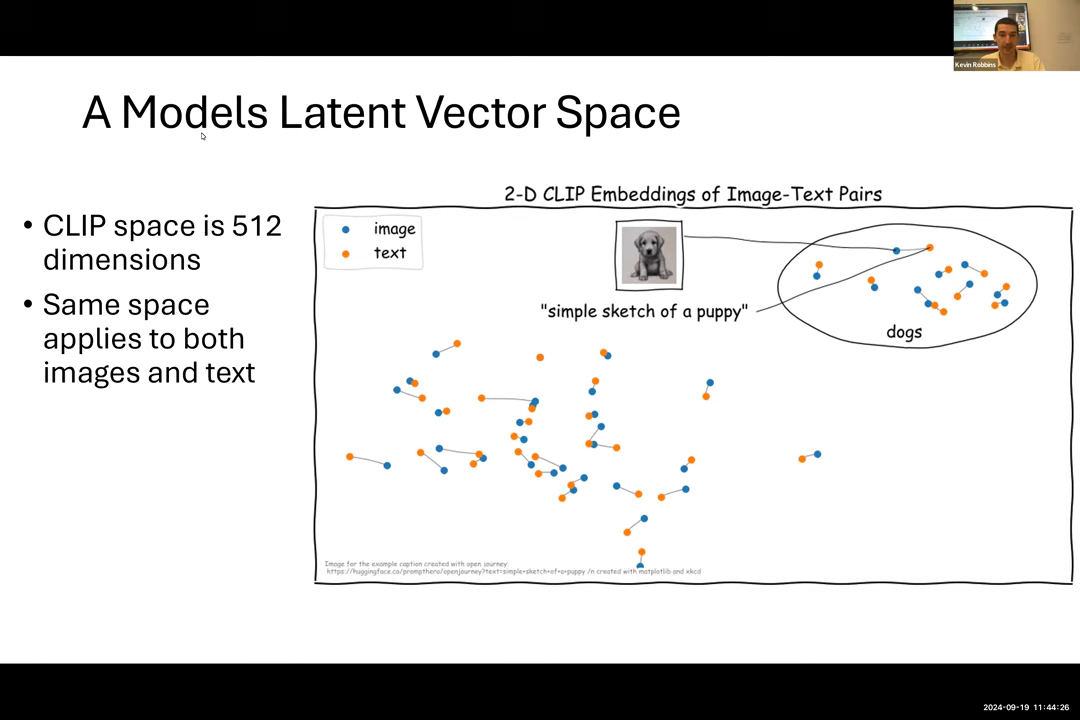 Kevin Robbins
A Models Latent Vector Space
• CLIP space is 512
dimensions
• Same space
applies to both
images and text
2-D CLIP Embeddings of Image-Text Pairs
image
text
"simple sketch of a puppy"
dogs
Image for the example caption created with open journey:
https://huggingface.ca/prompthero/openjourney?text=simple+sketch+of+a+puppy /n created with matplotlib and xkcd
2024-09-19 11:44:26